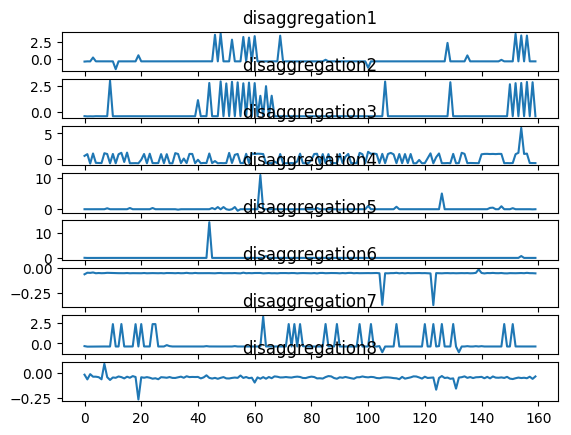 disaggregation1
2.5
0.0
disaggregation2
2.5
0.0
disaggregation3
5
0
disaggregation4
10
0
disaggregation5
10
0
disaggregation6
0.00
−0.25
disaggregation7
2.5
0.0
disaggregation8
0.00
−0.25
0 20 40 60 80 100 120 140 160